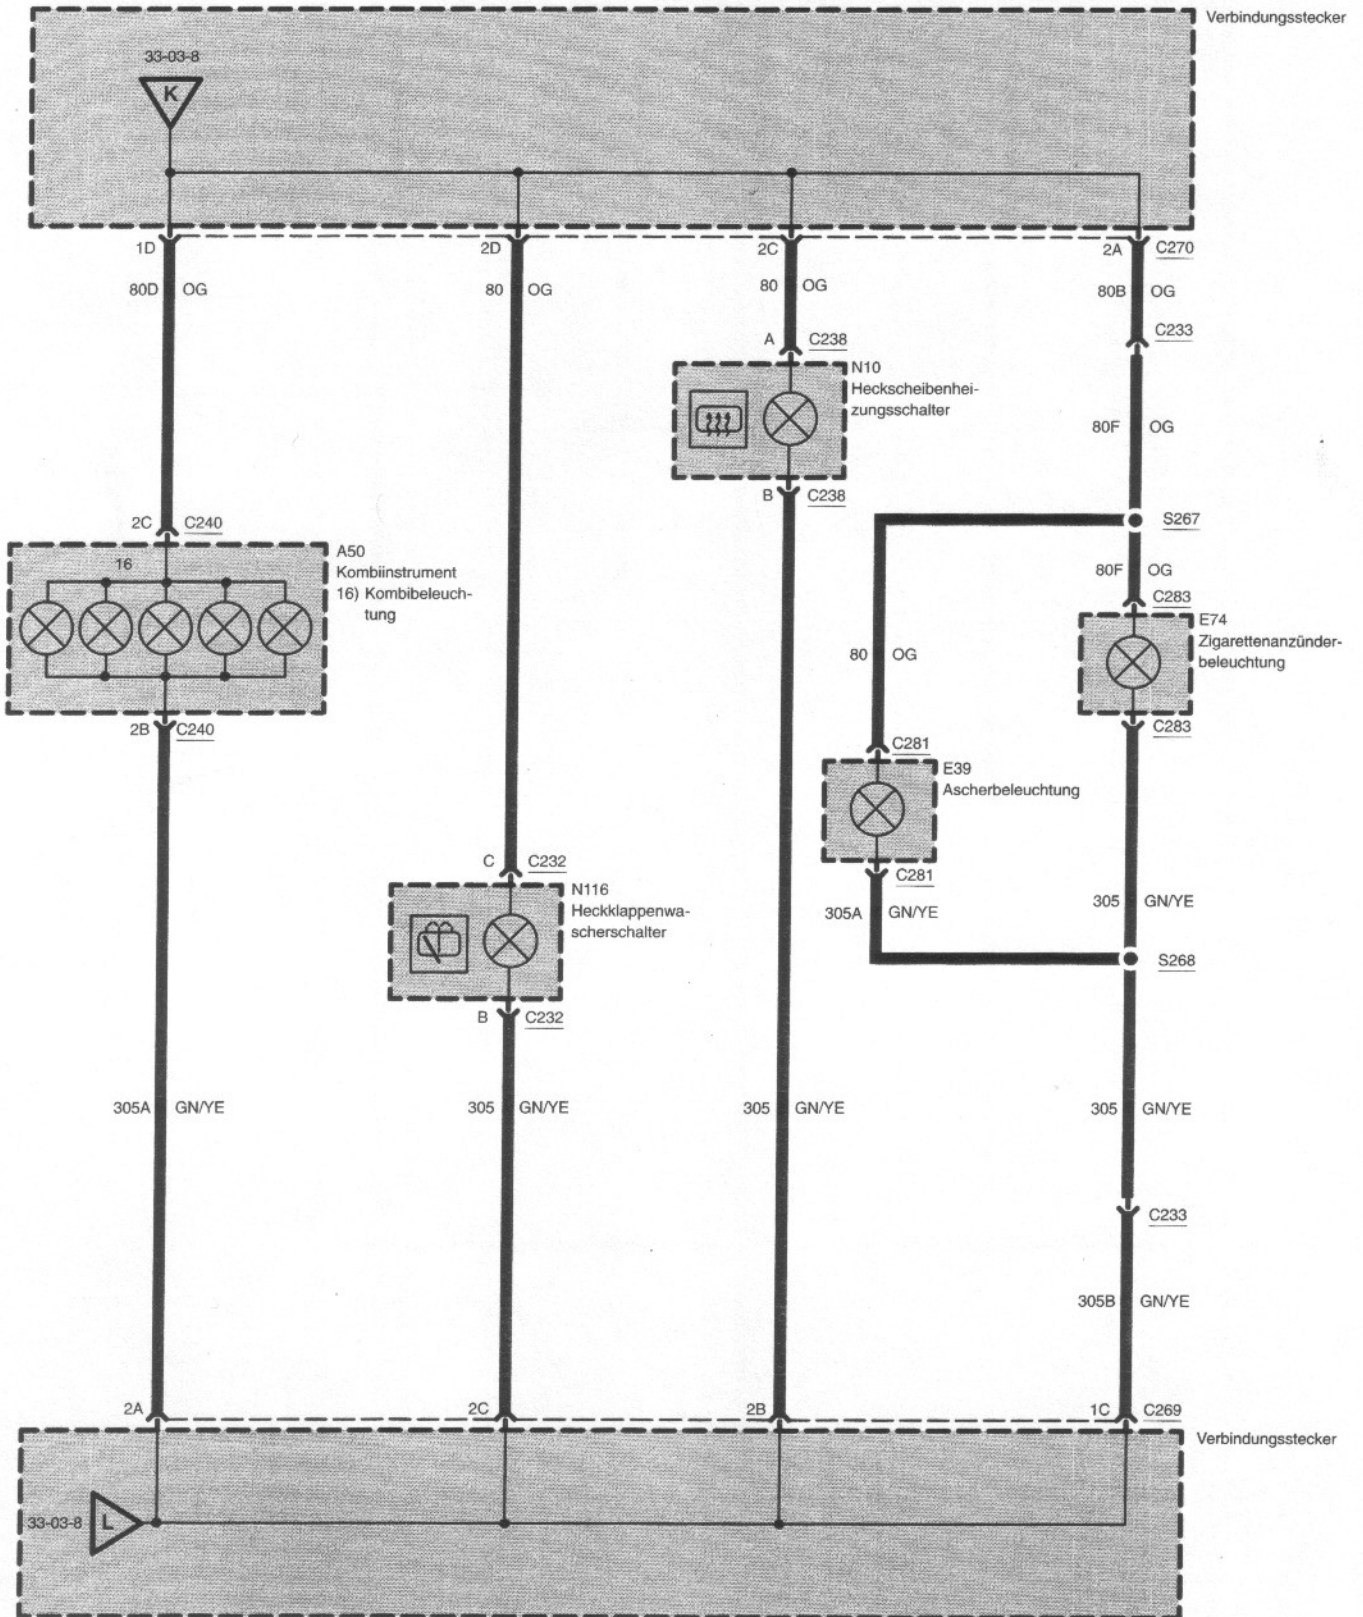 Verbindungsstecker
33-03-8
K
1D
2D
2C
2A C270
80D OG
80 OG
80 OG
80B OG
C233
A C238
N10
Heckscheibenhei-
zungsschalter
80F OG
B C238
S267
2C C240
A50
Kombiinstrument
16) Kombibeleuch-
tung
16
80F OG
C283
E74
Zigarettenanzünder-
beleuchtung
80 OG
2B C240
C283
C281
E39
Ascherbeleuchtung
C C232
N116
Heckklappenwa-
scherschalter
C281
305A GN/YE
305 GN/YE
S268
B C232
305A GN/YE
305 GN/YE
305 GN/YE
305 GN/YE
C233
305B GN/YE
2A
2C
2B
1C C269
Verbindungsstecker
33-03-8 L